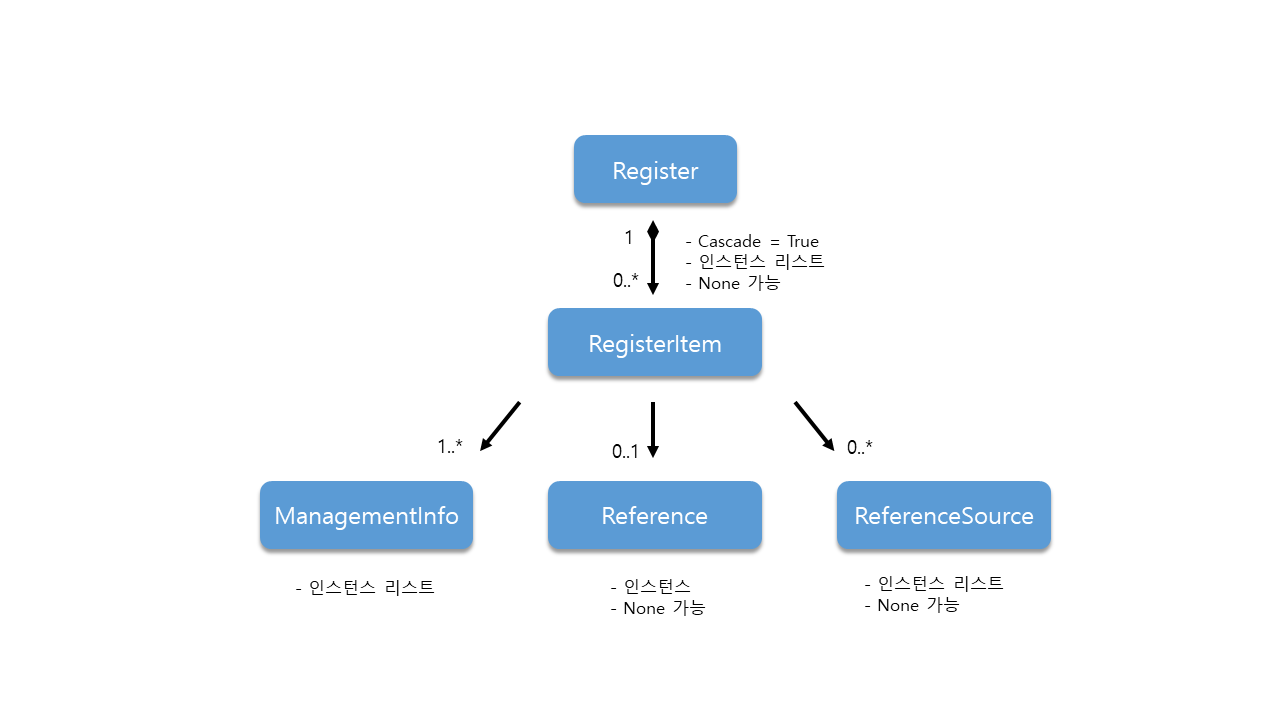 Register
1
- Cascade = True
- 인스턴스 리스트
0..*
- None 가능
RegisterItem
1..*
0..1
0..*
ManagementInfo
Reference
ReferenceSource
- 인스턴스 리스트
- 인스턴스
- None 가능
- 인스턴스 리스트
- None 가능